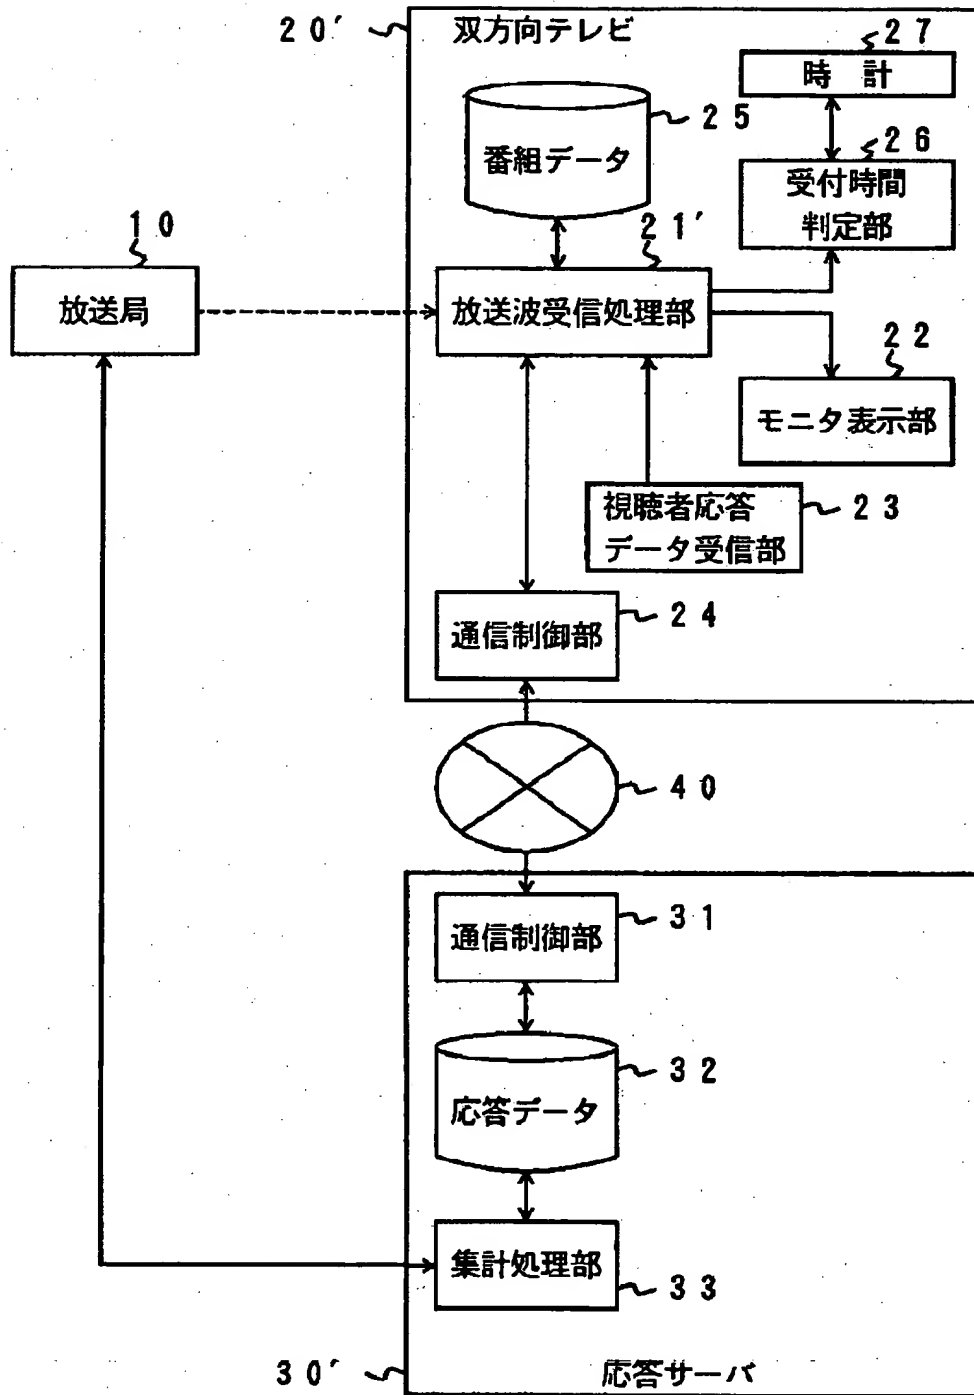 20′
双方向テレビ
27
時 計
25
番組データ
26
受付時間
判定部
10
放送局
21′
放送波受信処理部
22
モニタ表示部
視聴者応答
データ受信部
23
通信制御部
24
40
通信制御部
31
応答データ
32
集計処理部
33
30′
応答サーバ